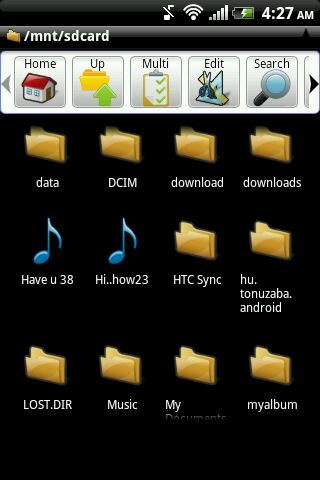 4:27 AM
/mnt/sdcard
Home Up Multi Edit Search
data DCIM download downloads
Have u 38 Hi..how23 HTC Sync hu.
tonuzaba.
android
LOST.DIR Music My myalbum
Documents